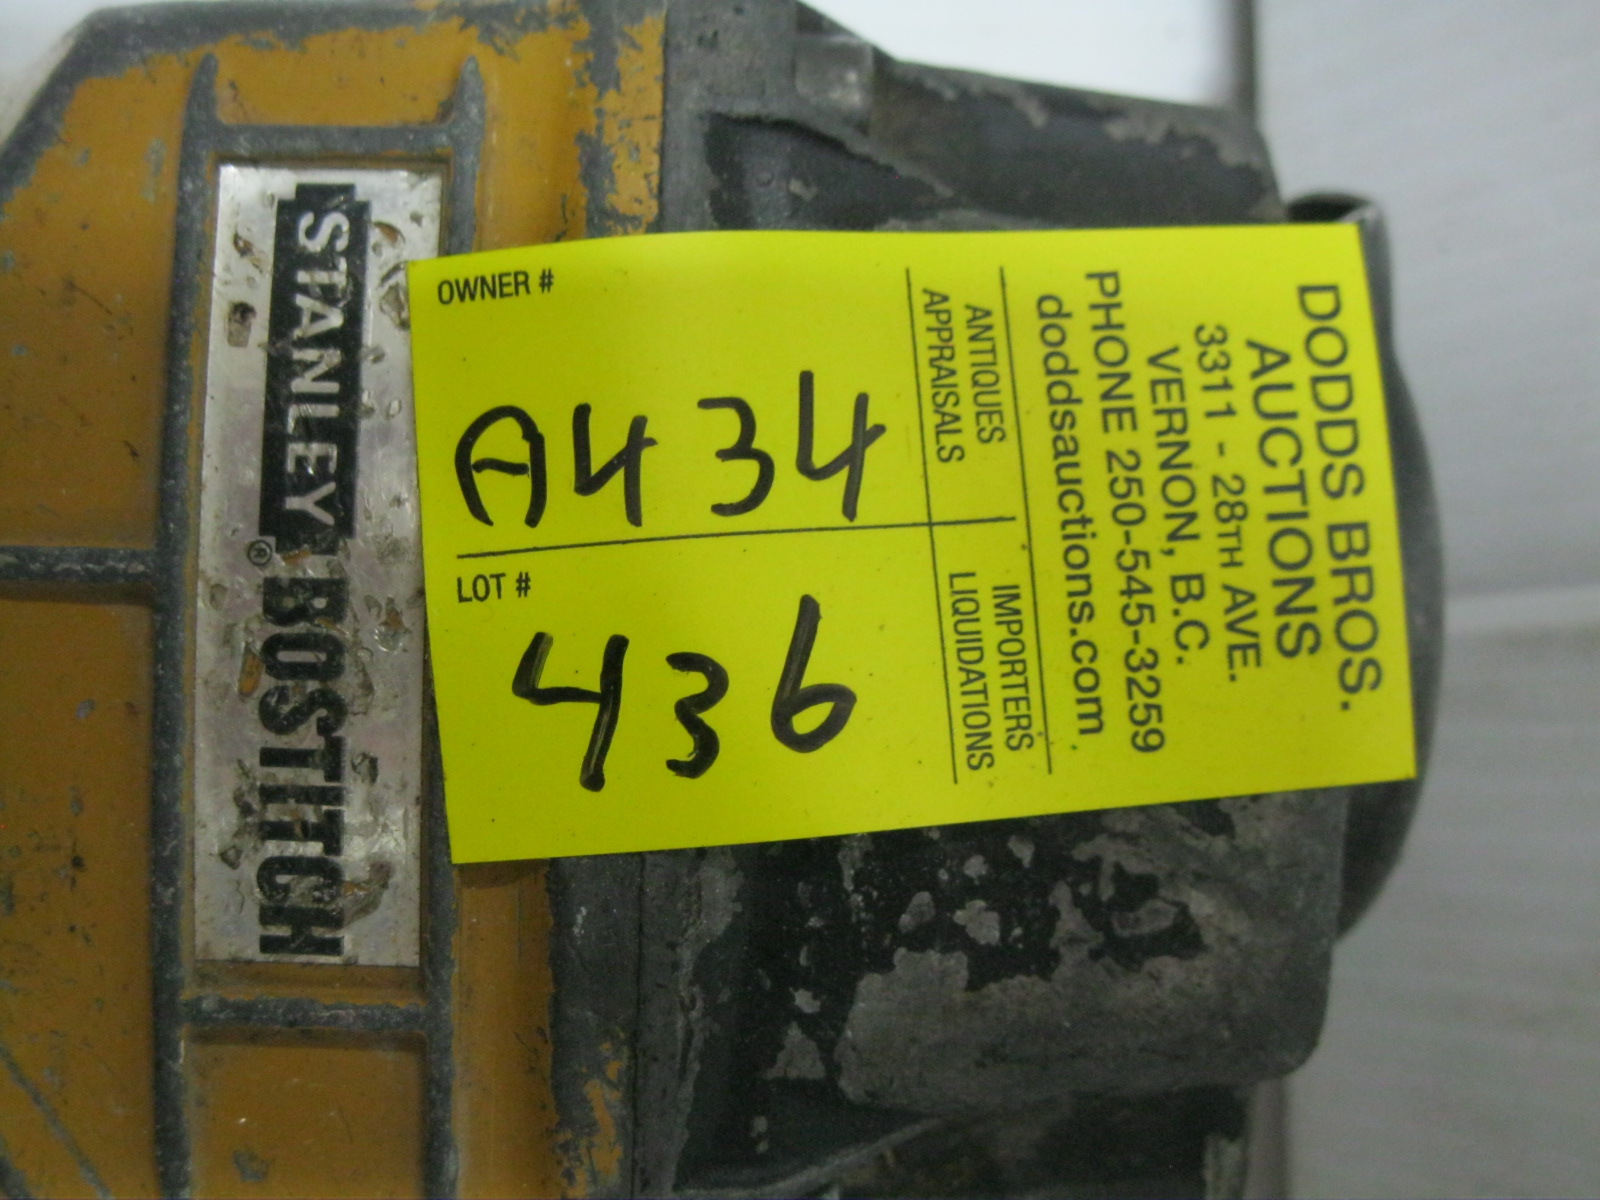 STANLEY® BOSTITCH
DODDS BROS.
AUCTIONS
3311 - 28TH AVE.
VERNON, B.C.
PHONE 250-545-3259
doddsauctions.com
ANTIQUES
APPRAISALS
IMPORTERS
LIQUIDATIONS
OWNER #
A434
LOT #
436